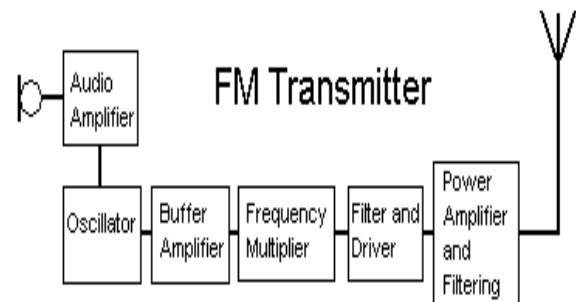 FM Transmitter
Audio
Amplifier
Oscillator
Buffer
Amplifier
Frequency
Multiplier
Filter and
Driver
Power
Amplifier
and
Filtering